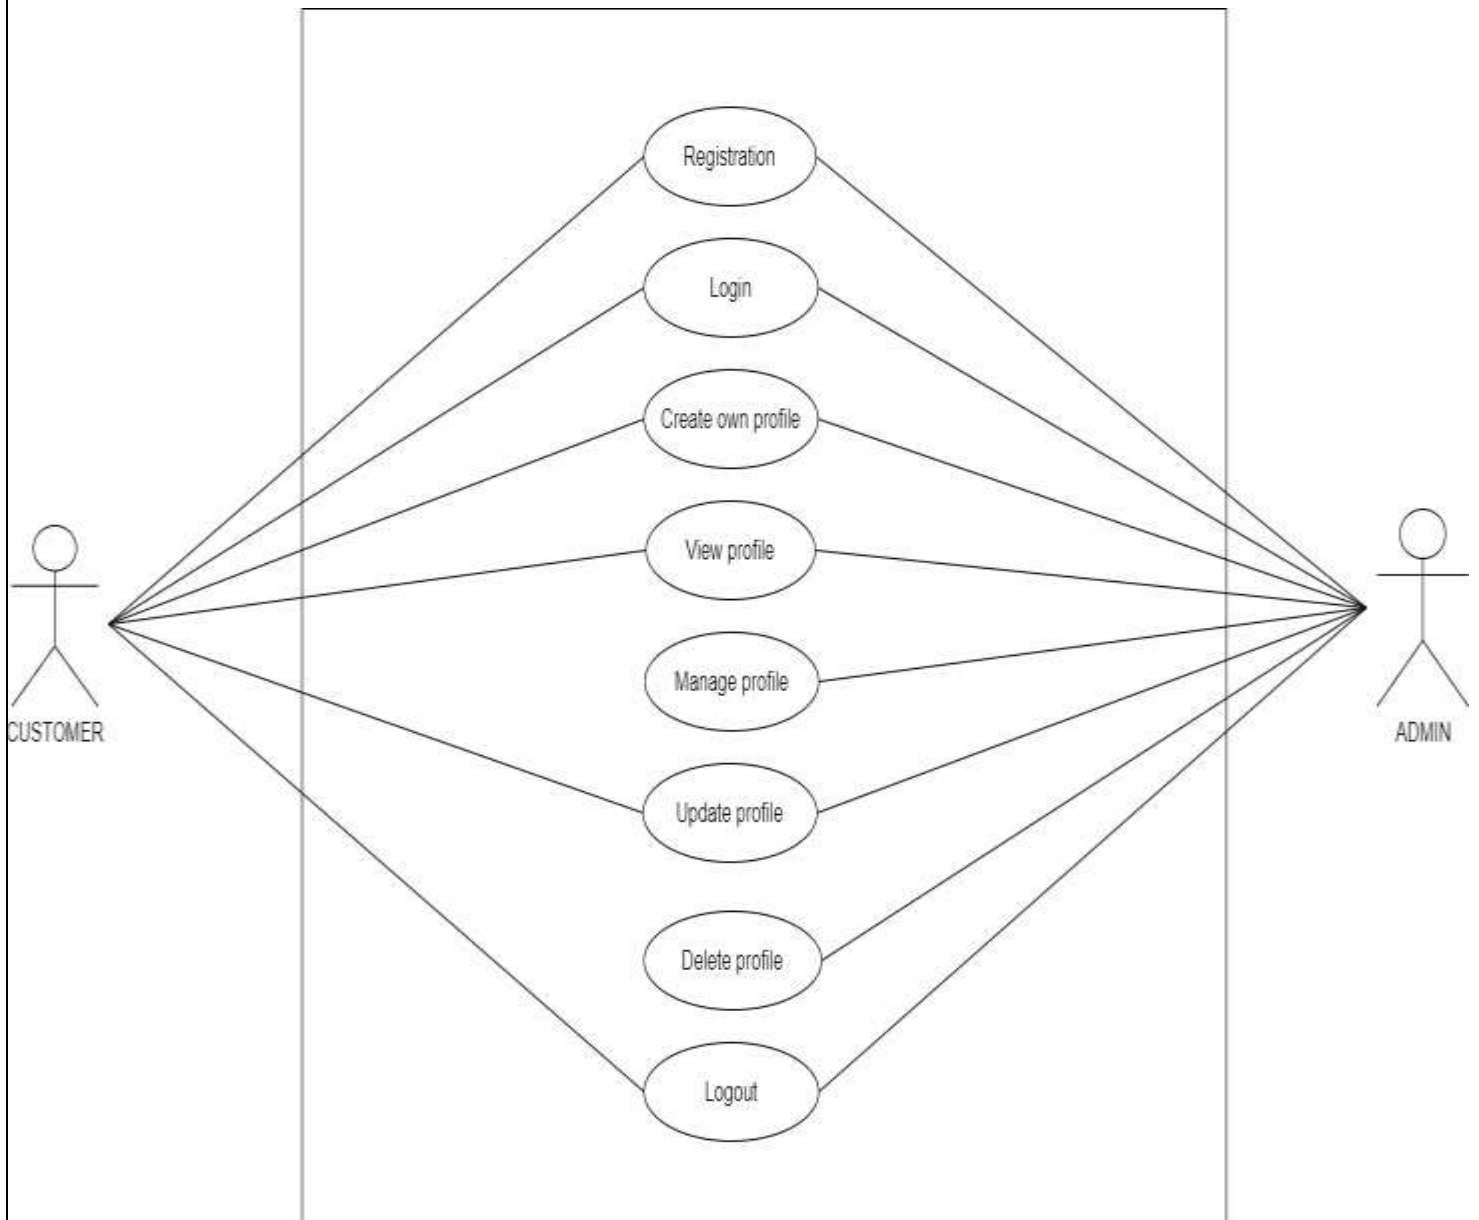 Registration
Login
Create own profile
View profile
Manage profile
CUSTOMER
ADMIN
Update profile
Delete profile
Logout